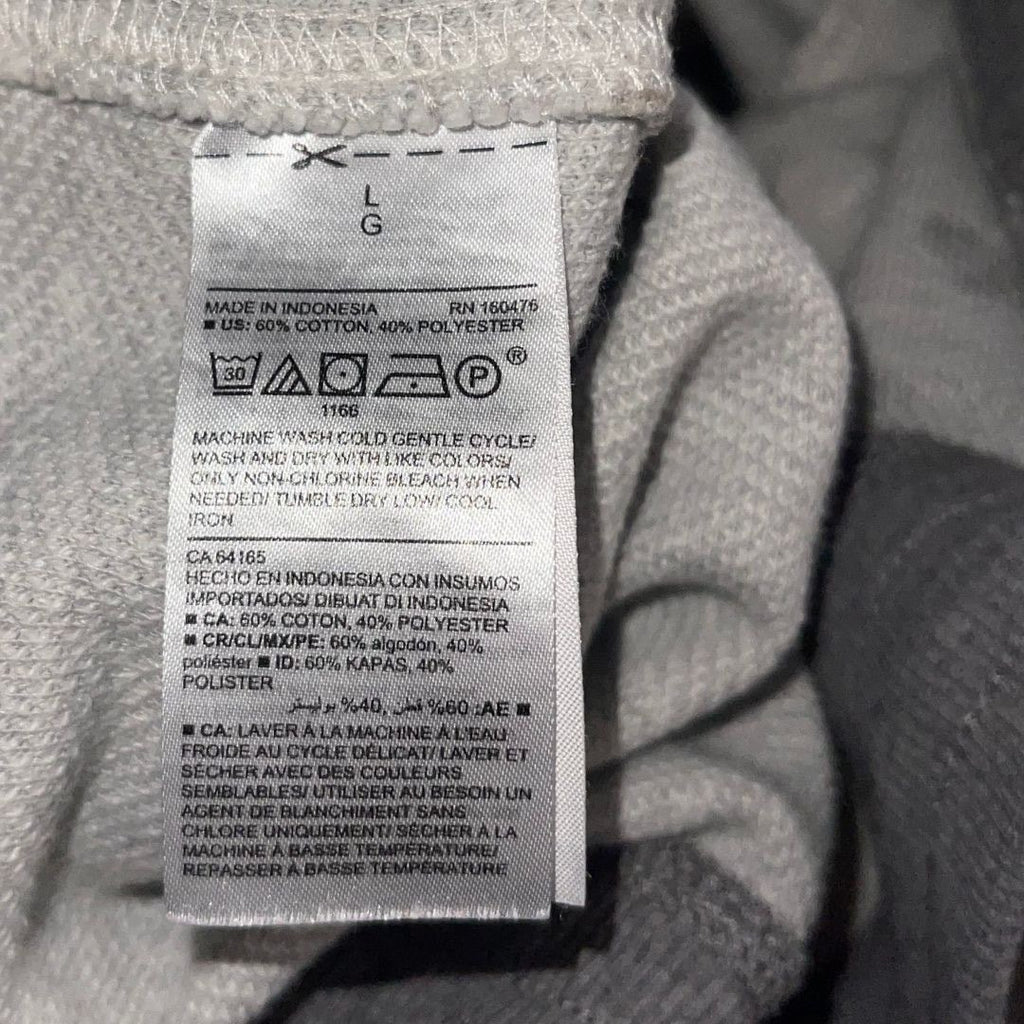 L
G
MADE IN INDONESIA RN 160476
■ US: 60% COTTON, 40% POLYESTER
30 P ®
1166
MACHINE WASH COLD GENTLE CYCLE/
WASH AND DRY WITH LIKE COLORS/
ONLY NON-CHLORINE BLEACH WHEN
NEEDED/ TUMBLE DRY LOW/ COOL
IRON
CA 64165
HECHO EN INDONESIA CON INSUMOS
IMPORTADOS/ DIBUAT DI INDONESIA
■ CA: 60% COTON, 40% POLYESTER
■ CR/CL/MX/PE: 60% algodón, 40%
poliéster ■ ID: 60% KAPAS, 40%
POLISTER
■ AE: 60% قطن, 40% بوليستر
■ CA: LAVER À LA MACHINE À L'EAU
FROIDE AU CYCLE DÉLICAT/ LAVER ET
SÉCHER AVEC DES COULEURS
SEMBLABLES/ UTILISER AU BESOIN UN
AGENT DE BLANCHIMENT SANS
CHLORE UNIQUEMENT/ SÉCHER À LA
MACHINE À BASSE TEMPÉRATURE/
REPASSER À BASSE TEMPÉRATURE